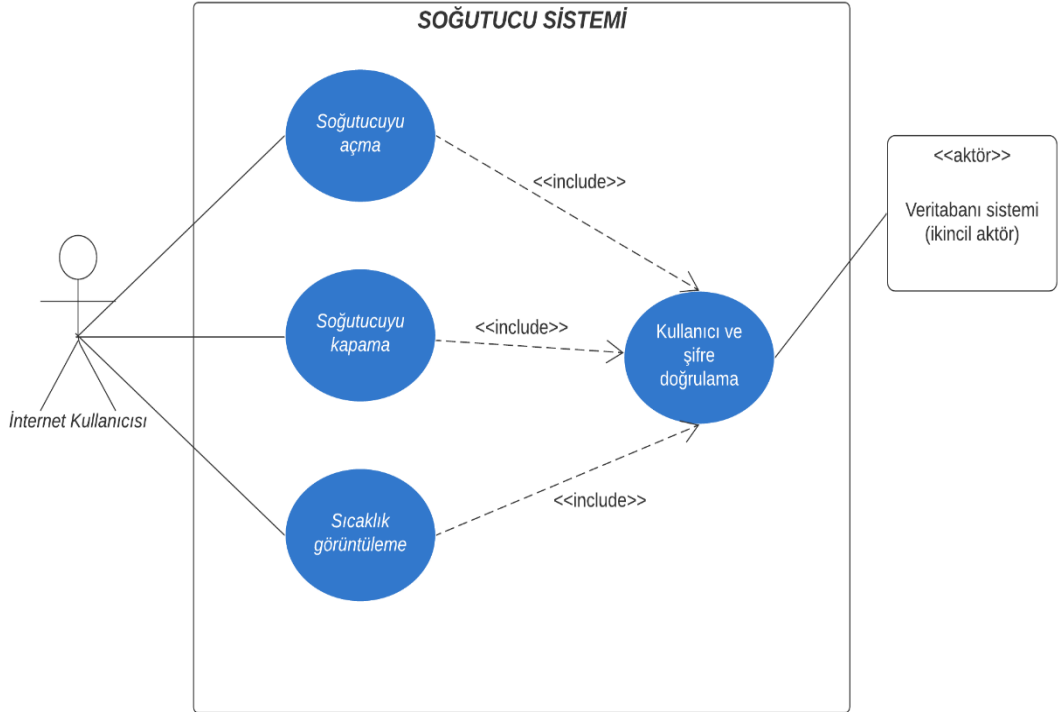 SOĞUTUCU SİSTEMİ
Soğutucuyu
açma
<<include>>
<<aktör>>
Veritabanı sistemi
(ikincil aktör)
Soğutucuyu
kapama
<<include>>
Kullanıcı ve
şifre
doğrulama
İnternet Kullanıcısı
Sıcaklık
görüntüleme
<<include>>